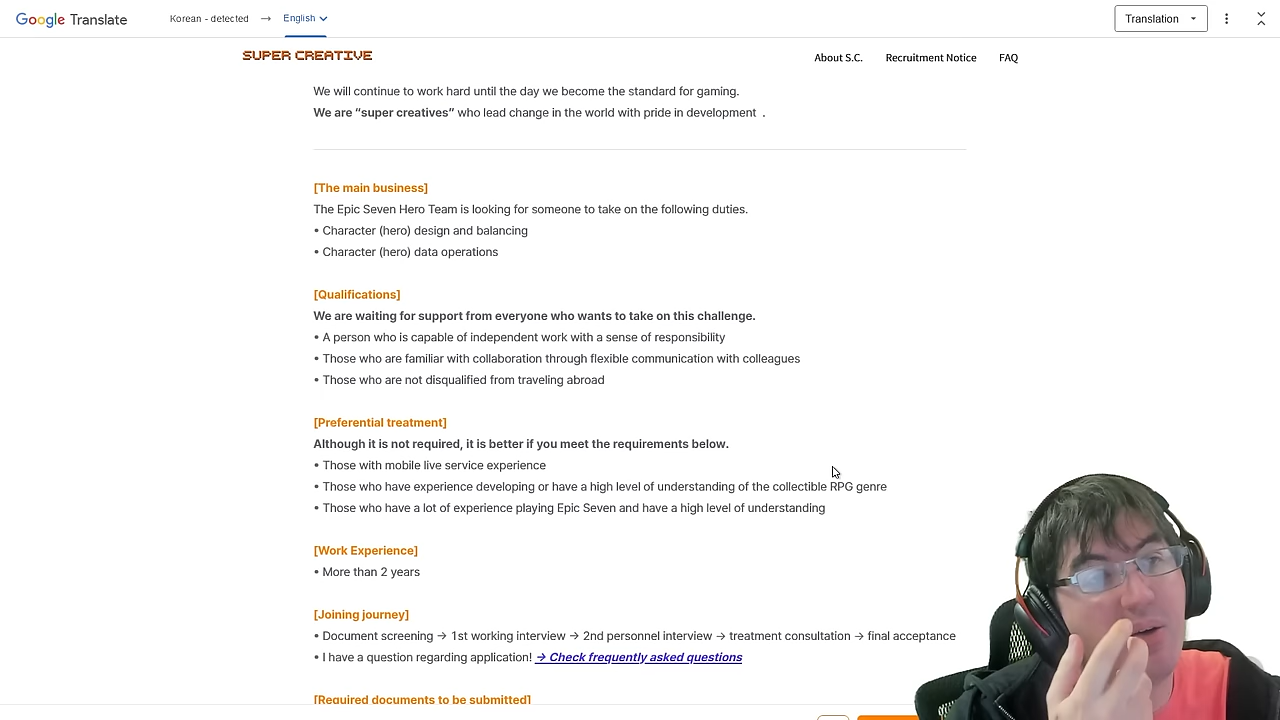 Google Translate
Korean - detected → English
Translation
SUPER CREATIVE
About S.C. Recruitment Notice FAQ
We will continue to work hard until the day we become the standard for gaming.
We are “super creatives” who lead change in the world with pride in development .
[The main business]
The Epic Seven Hero Team is looking for someone to take on the following duties.
• Character (hero) design and balancing
• Character (hero) data operations
[Qualifications]
We are waiting for support from everyone who wants to take on this challenge.
• A person who is capable of independent work with a sense of responsibility
• Those who are familiar with collaboration through flexible communication with colleagues
• Those who are not disqualified from traveling abroad
[Preferential treatment]
Although it is not required, it is better if you meet the requirements below.
• Those with mobile live service experience
• Those who have experience developing or have a high level of understanding of the collectible RPG genre
• Those who have a lot of experience playing Epic Seven and have a high level of understanding
[Work Experience]
• More than 2 years
[Joining journey]
• Document screening → 1st working interview → 2nd personnel interview → treatment consultation → final acceptance
• I have a question regarding application! → Check frequently asked questions
[Required documents to be submitted]